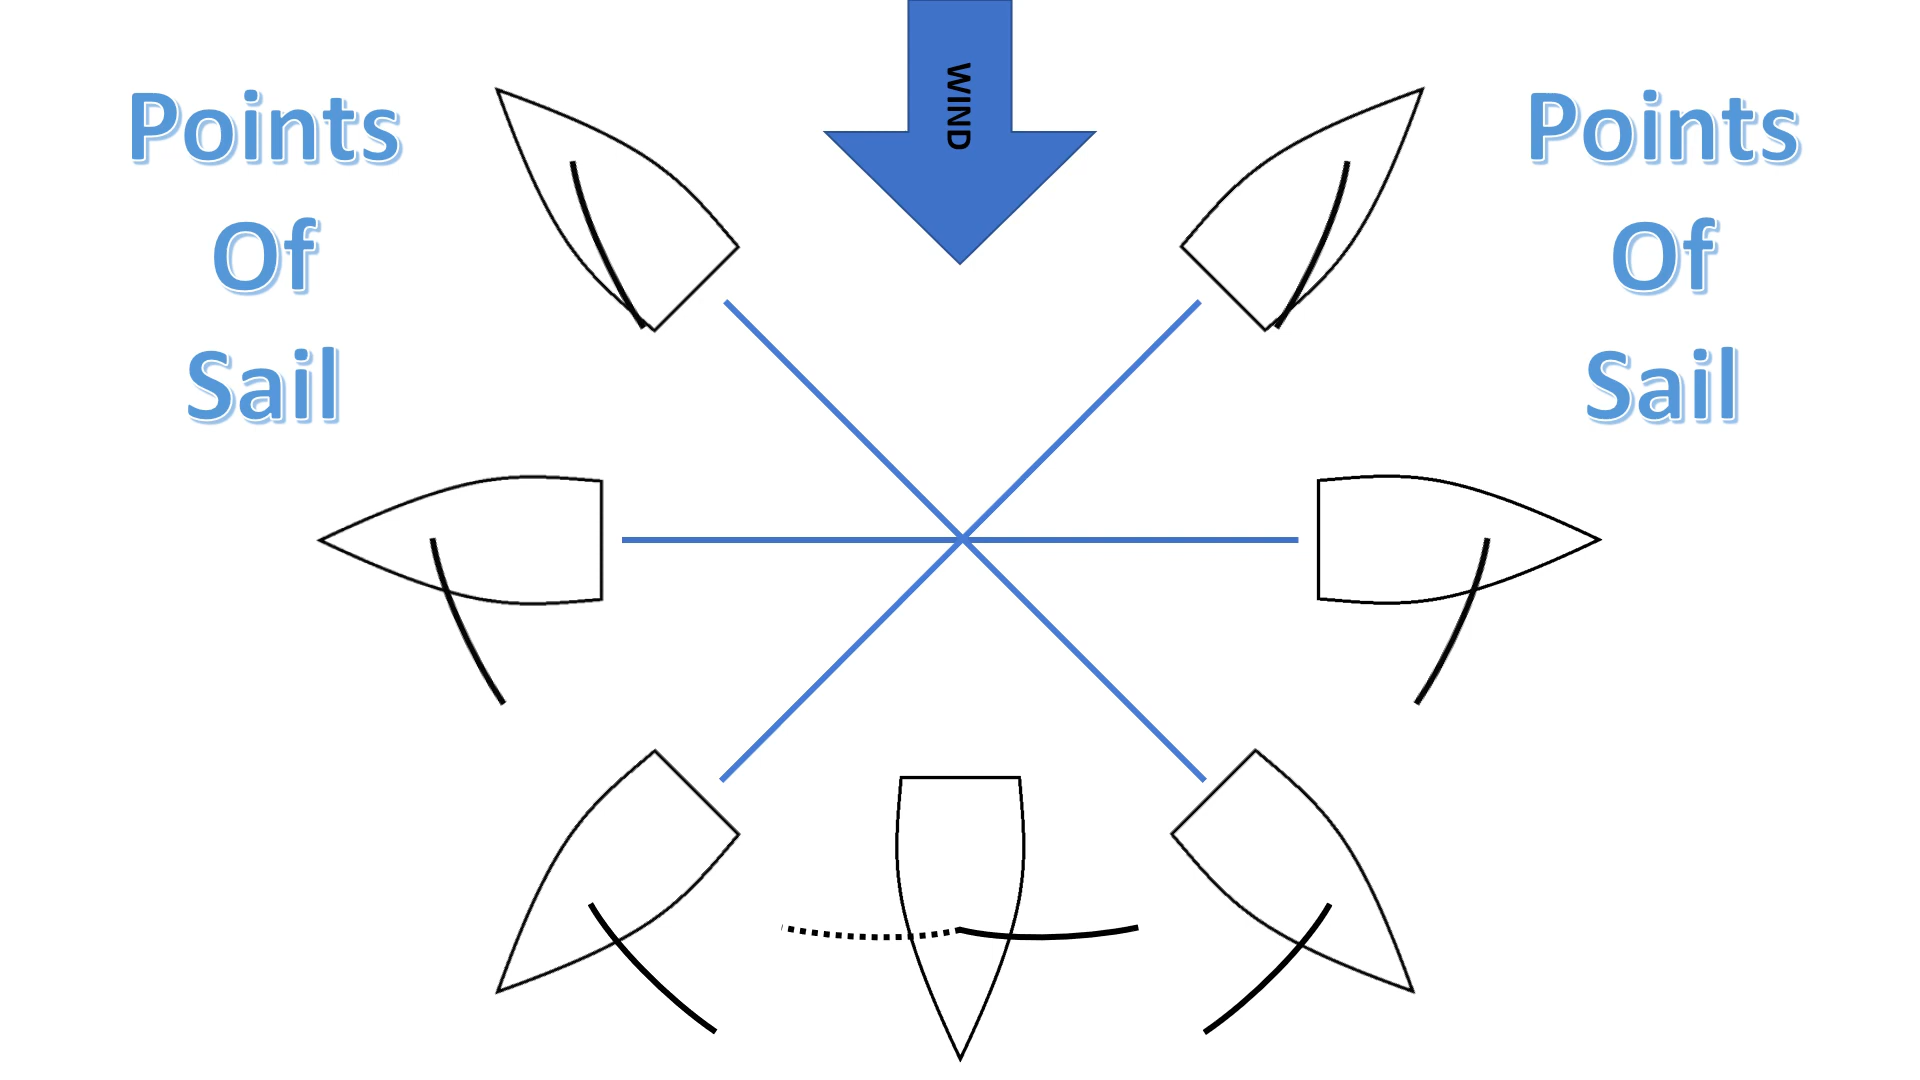 WIND
Points
Of
Sail
Points
Of
Sail